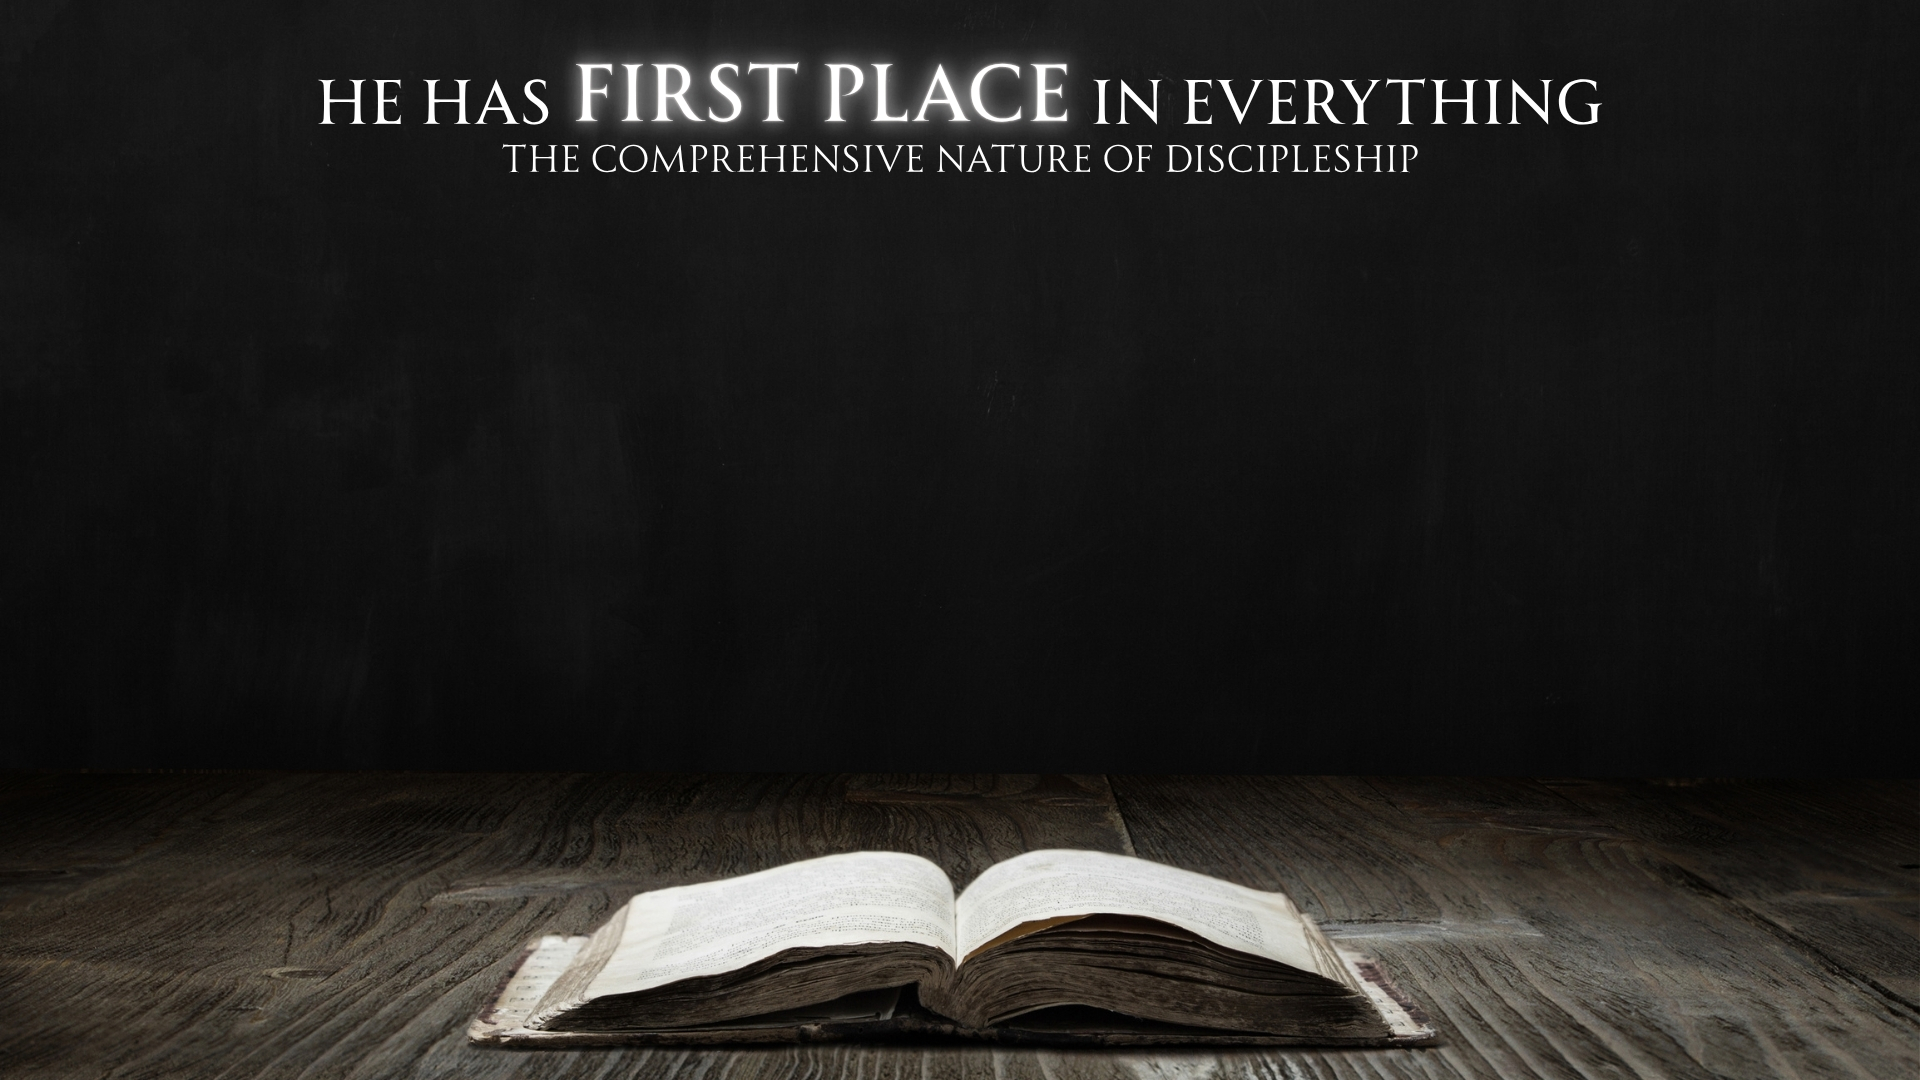 HE HAS FIRST PLACE IN EVERYTHING
THE COMPREHENSIVE NATURE OF DISCIPLESHIP